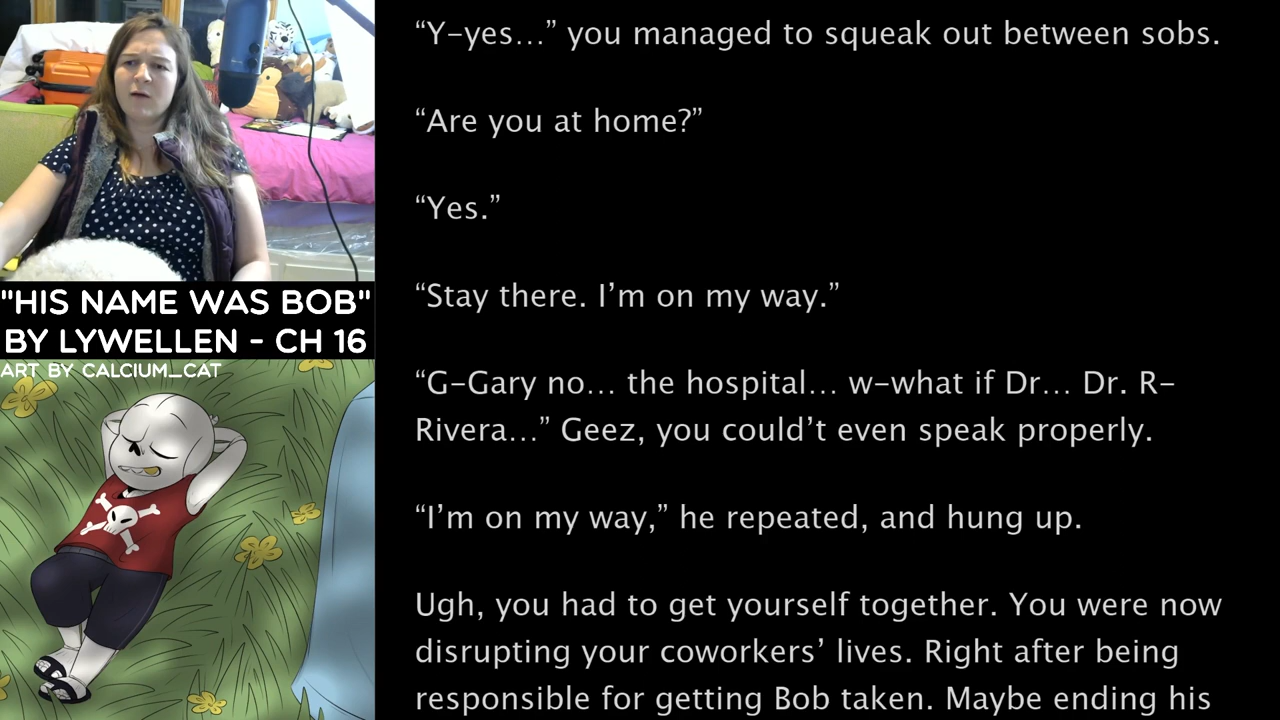 "HIS NAME WAS BOB"
BY LYWELLEN - CH 16
ART BY CALCIUM_CAT
“Y–yes…” you managed to squeak out between sobs.
“Are you at home?”
“Yes.”
“Stay there. I’m on my way.”
“G–Gary no… the hospital… w–what if Dr… Dr. R–
Rivera…” Geez, you could’t even speak properly.
“I’m on my way,” he repeated, and hung up.
Ugh, you had to get yourself together. You were now
disrupting your coworkers’ lives. Right after being
responsible for getting Bob taken. Maybe ending his